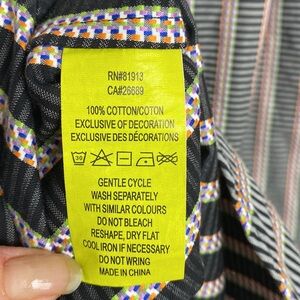 RN#81913
CA#26689
100% COTTON/COTON
EXCLUSIVE OF DECORATION
EXCLUSIVE DES DÉCORATIONS
30
GENTLE CYCLE
WASH SEPARATELY
WITH SIMILAR COLOURS
DO NOT BLEACH
RESHAPE, DRY FLAT
COOL IRON IF NECESSARY
DO NOT WRING
MADE IN CHINA